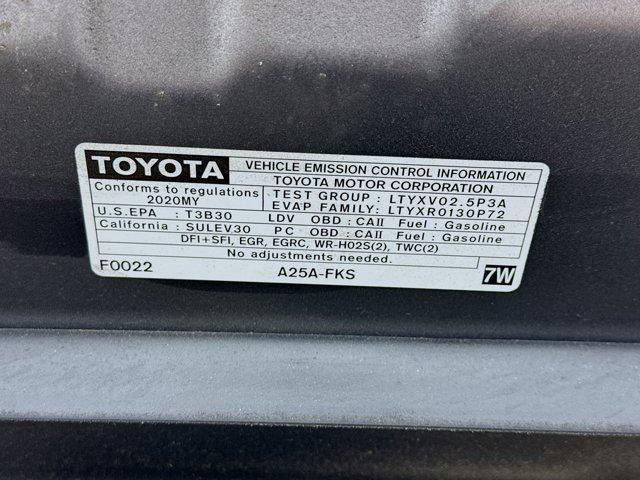 TOYOTA VEHICLE EMISSION CONTROL INFORMATION
Conforms to regulations TOYOTA MOTOR CORPORATION
2020MY TEST GROUP : LTYXV02.5P3A
EVAP FAMILY: LTYXR0130P72
U.S.EPA : T3B30 LDV OBD : CAII Fuel : Gasoline
California : SULEV30 PC OBD : CAII Fuel : Gasoline
DFI+SFI, EGR, EGRC, WR-HO2S(2), TWC(2)
No adjustments needed.
F0022 A25A-FKS 7W